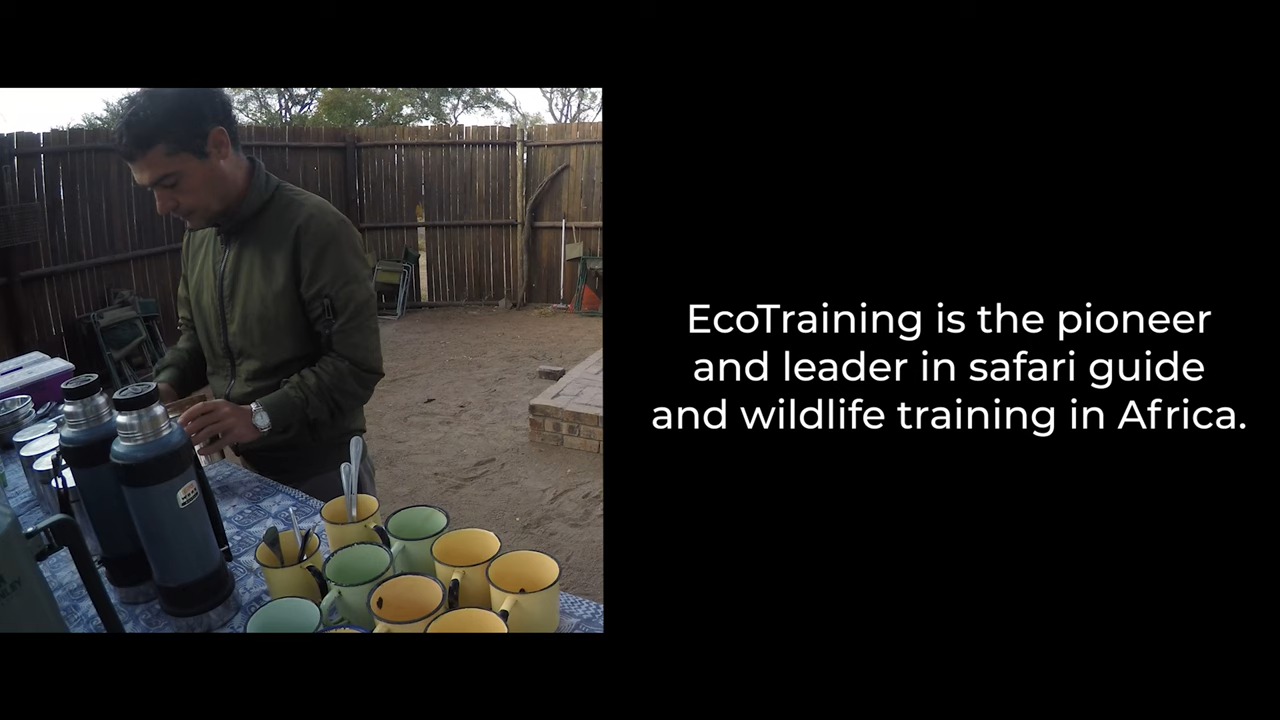 EcoTraining is the pioneer
and leader in safari guide
and wildlife training in Africa.